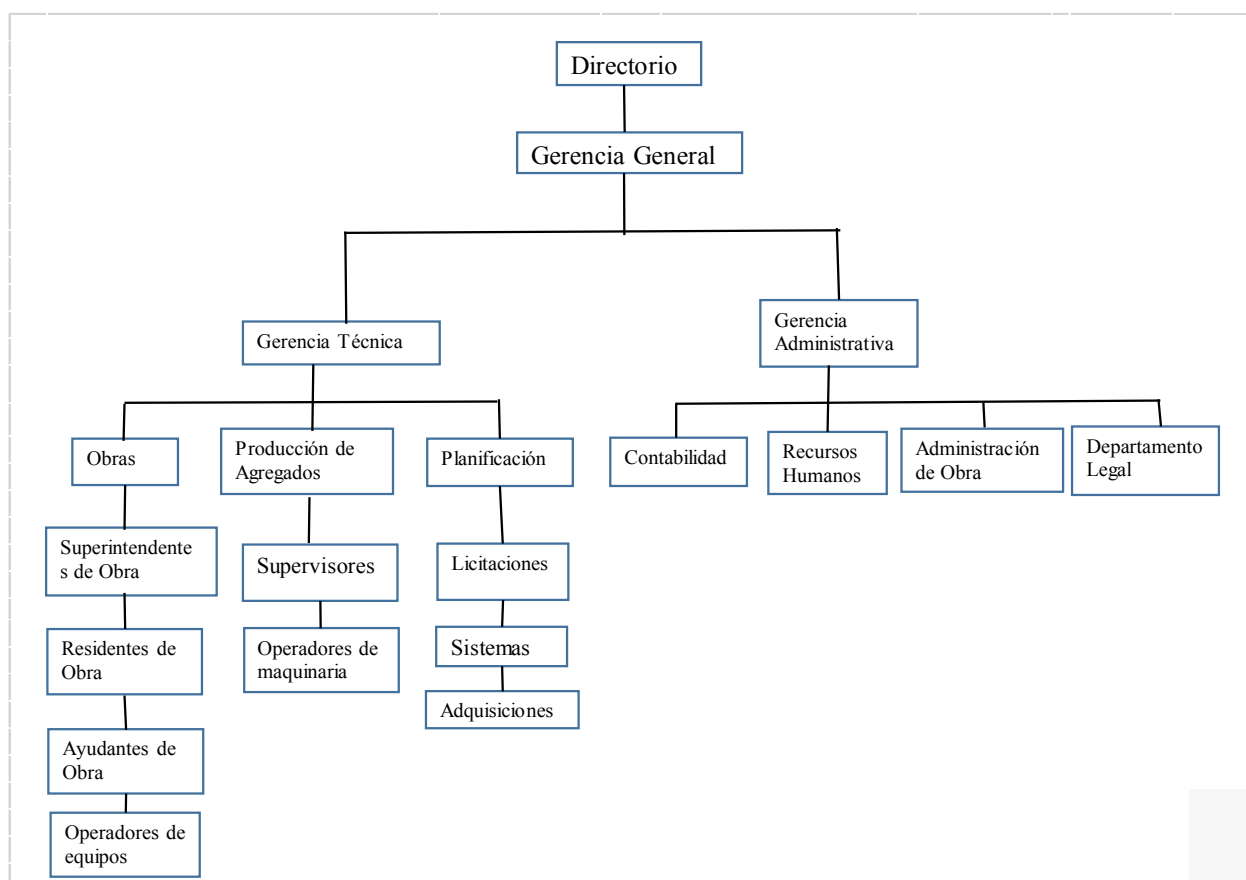 Directorio
Gerencia General
Gerencia Técnica
Gerencia
Administrativa
Obras
Producción de
Agregados
Planificación
Contabilidad
Recursos
Humanos
Administración
de Obra
Departamento
Legal
Superintendente
s de Obra
Supervisores
Licitaciones
Residentes de
Obra
Operadores de
maquinaria
Sistemas
Adquisiciones
Ayudantes de
Obra
Operadores de
equipos